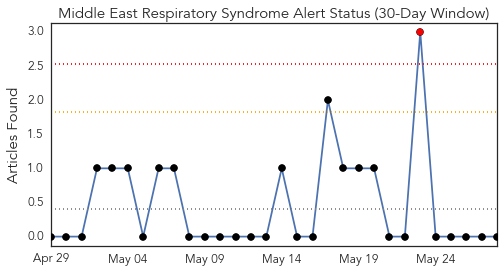 Middle East Respiratory Syndrome Alert Status (30-Day Window)
Articles Found
3.0
2.5
2.0
1.5
1.0
0.5
0.0
Apr 29 May 04 May 09 May 14 May 19 May 24